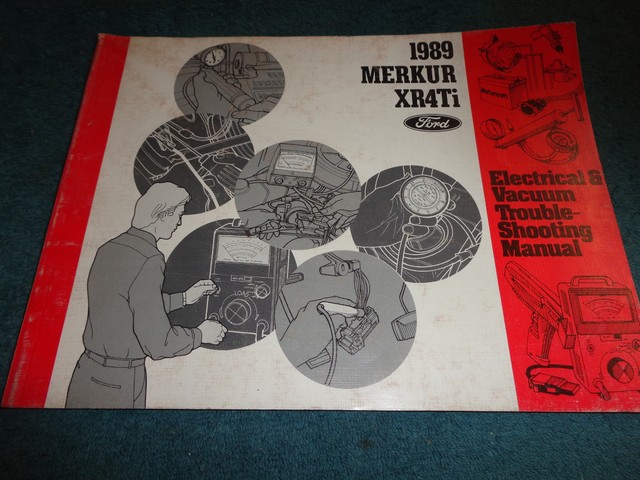 1989
MERKUR
XR4Ti
Ford
Electrical &
Vacuum
Trouble-
Shooting
Manual